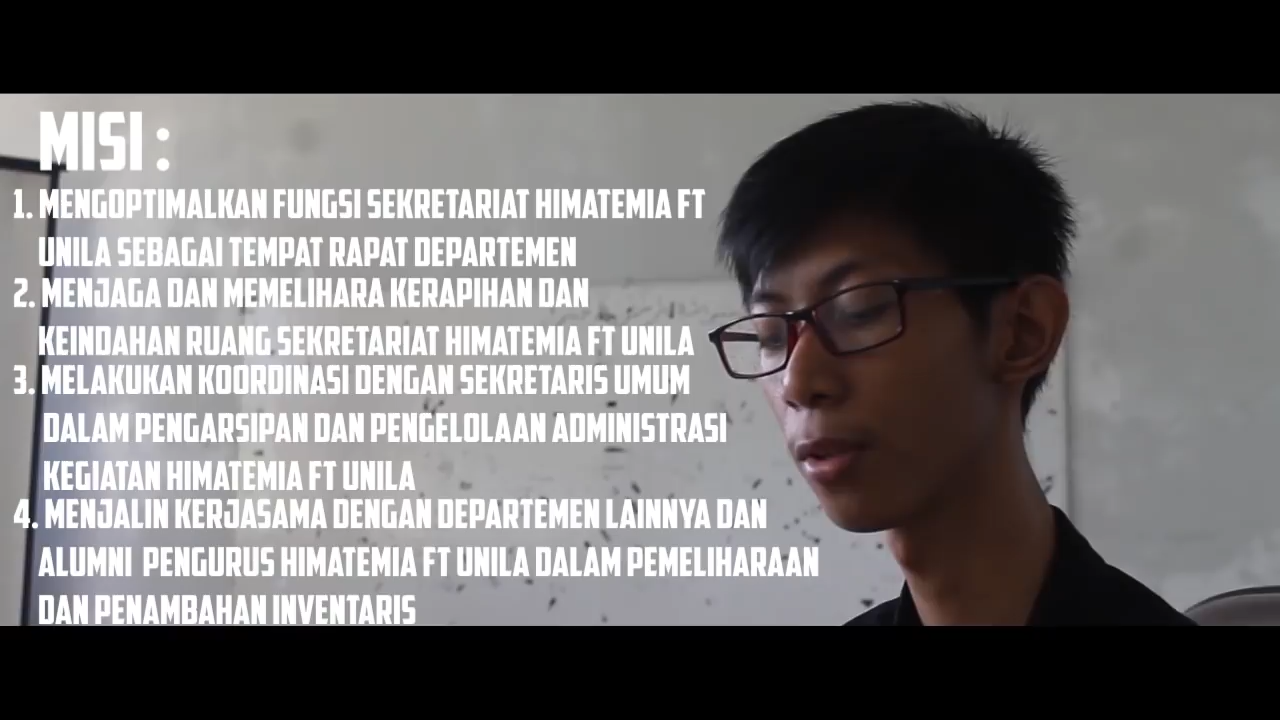 MISI :
1. MENGOPTIMALKAN FUNGSI SEKRETARIAT HIMATEMIA FT
UNILA SEBAGAI TEMPAT RAPAT DEPARTEMEN
2. MENJAGA DAN MEMELIHARA KERAPIHAN DAN
KEINDAHAN RUANG SEKRETARIAT HIMATEMIA FT UNILA
3. MELAKUKAN KOORDINASI DENGAN SEKRETARIS UMUM
DALAM PENGARSIPAN DAN PENGELOLAAN ADMINISTRASI
KEGIATAN HIMATEMIA FT UNILA
4. MENJALIN KERJASAMA DENGAN DEPARTEMEN LAINNYA DAN
ALUMNI PENGURUS HIMATEMIA FT UNILA DALAM PEMELIHARAAN
DAN PENAMBAHAN INVENTARIS